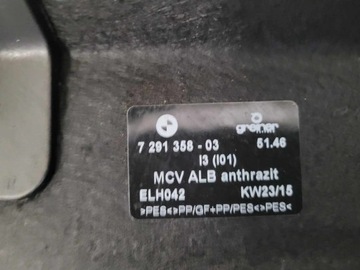 greiner
7 291 358 - 03 51.46
I3 (I01)
MCV ALB anthrazit
ELH042 KW23/15
>PES<>PP/GF+PP/PES<>PES<